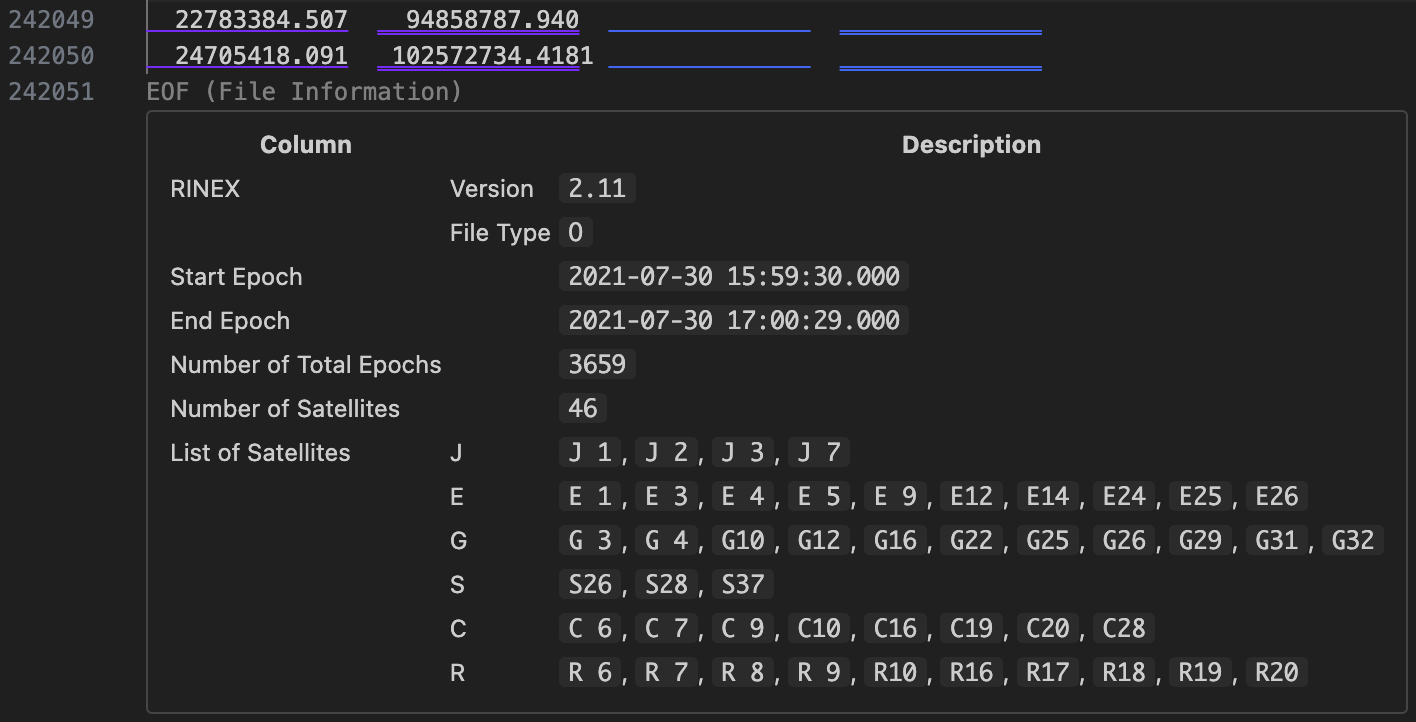 242049 22783384.507 94858787.940
242050 24705418.091 102572734.4181
242051 EOF (File Information)
Column Description
RINEX Version 2.11
File Type O
Start Epoch 2021-07-30 15:59:30.000
End Epoch 2021-07-30 17:00:29.000
Number of Total Epochs 3659
Number of Satellites 46
List of Satellites J J 1, J 2, J 3, J 7
E E 1, E 3, E 4, E 5, E 9, E12, E14, E24, E25, E26
G G 3, G 4, G10, G12, G16, G22, G25, G26, G29, G31, G32
S S26, S28, S37
C C 6, C 7, C 9, C10, C16, C19, C20, C28
R R 6, R 7, R 8, R 9, R10, R16, R17, R18, R19, R20